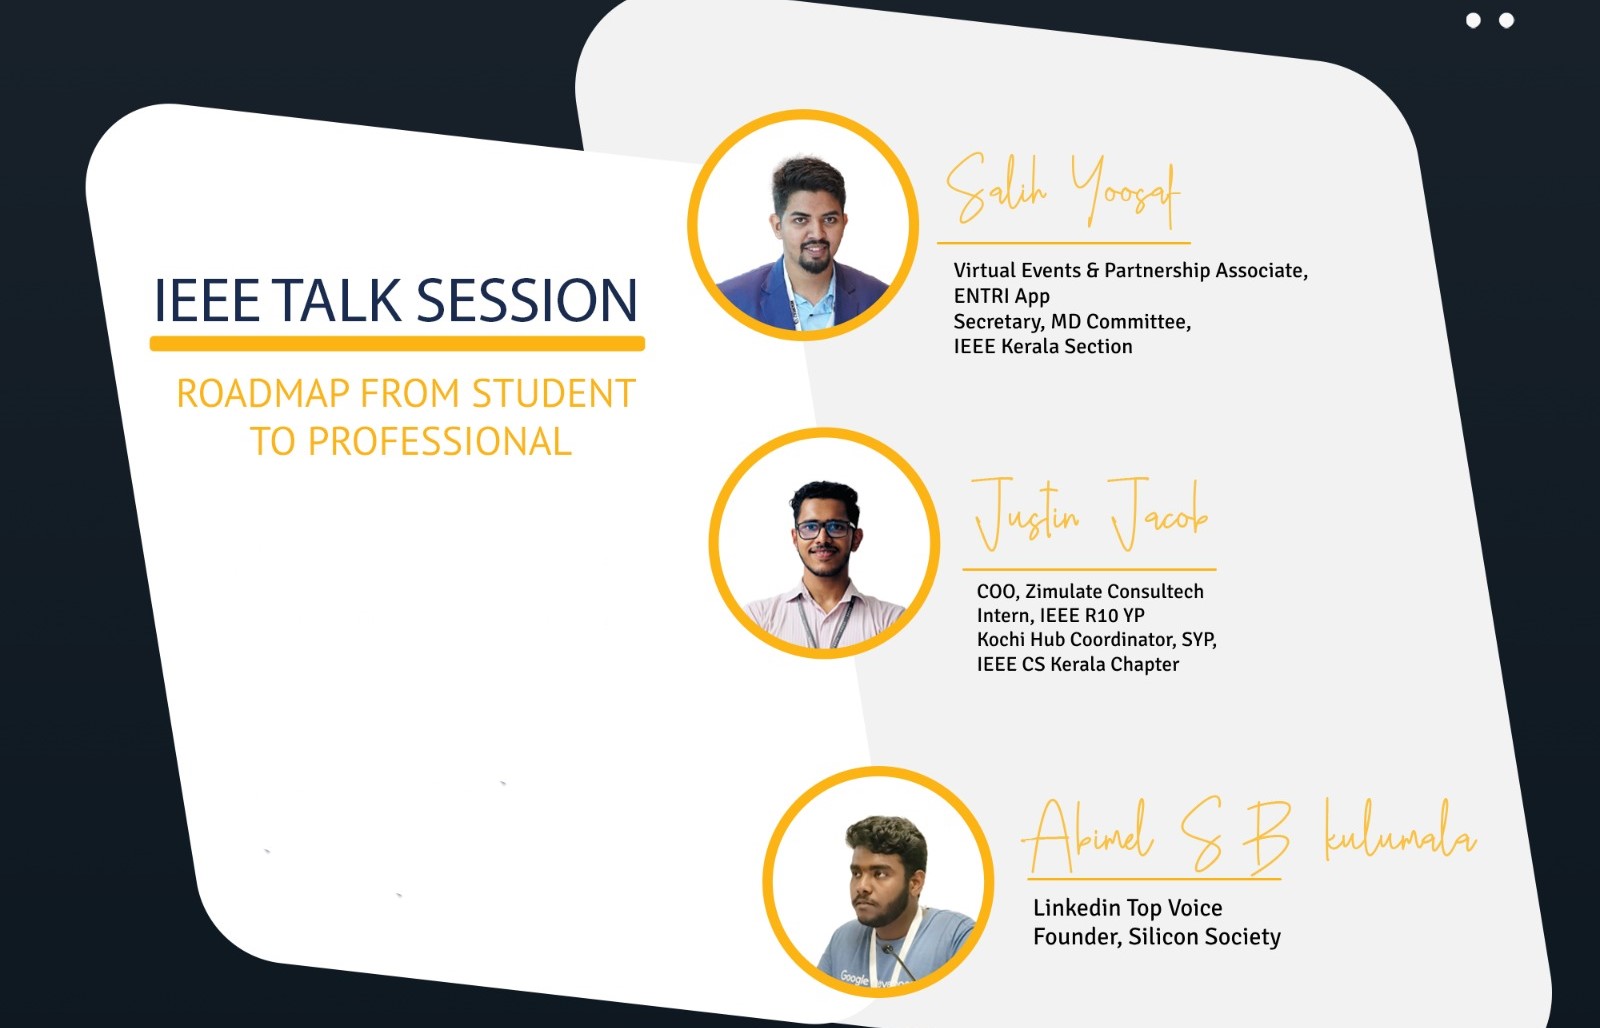 IEEE TALK SESSION
ROADMAP FROM STUDENT
TO PROFESSIONAL
Salih Yoosaf
Virtual Events & Partnership Associate,
ENTRI App
Secretary, MD Committee,
IEEE Kerala Section
Justin Jacob
COO, Zimulate Consultech
Intern, IEEE R10 YP
Kochi Hub Coordinator, SYP,
IEEE CS Kerala Chapter
Abimel S B kulumala
Linkedin Top Voice
Founder, Silicon Society
Google